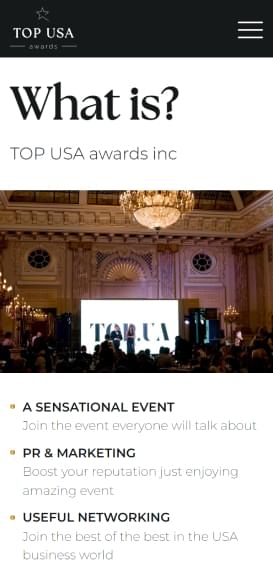 TOP USA
awards
What is?
TOP USA awards inc
TOP.UA
A SENSATIONAL EVENT
Join the event everyone will talk about
PR & MARKETING
Boost your reputation just enjoying
amazing event
USEFUL NETWORKING
Join the best of the best in the USA
business world